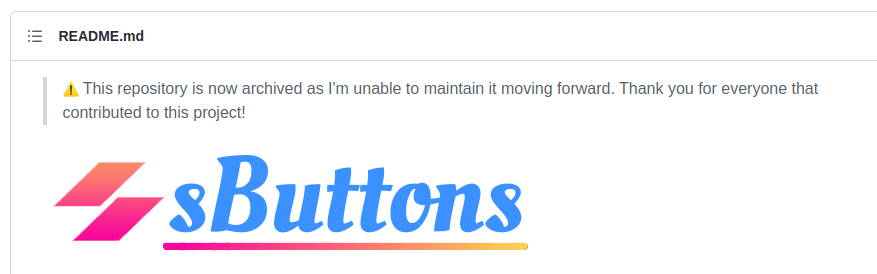 README.md
⚠️ This repository is now archived as I'm unable to maintain it moving forward. Thank you for everyone that
contributed to this project!
sButtons